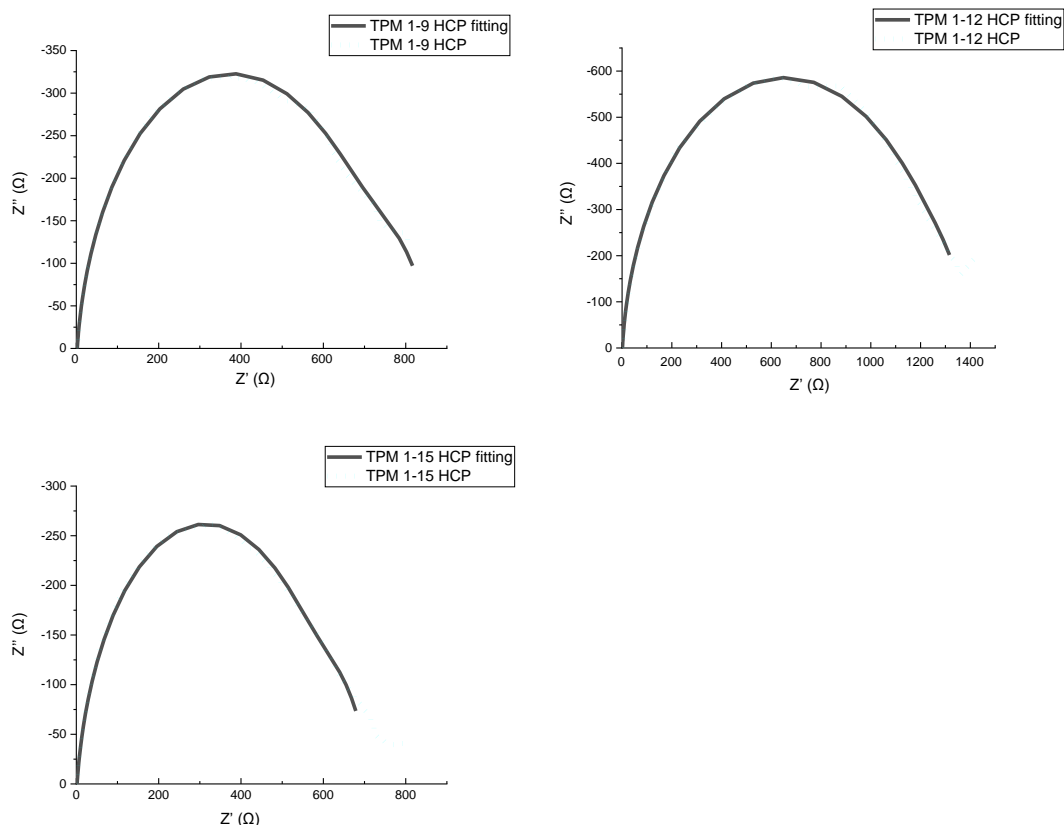 TPM 1-9 HCP fitting
TPM 1-9 HCP
-350
-300
-250
-200
-150
-100
-50
0
Z'' (Ω)
0 200 400 600 800
Z' (Ω)
TPM 1-12 HCP fitting
TPM 1-12 HCP
-600
-500
-400
-300
-200
-100
0
Z'' (Ω)
0 200 400 600 800 1000 1200 1400
Z' (Ω)
TPM 1-15 HCP fitting
TPM 1-15 HCP
-300
-250
-200
-150
-100
-50
0
Z'' (Ω)
0 200 400 600 800
Z' (Ω)